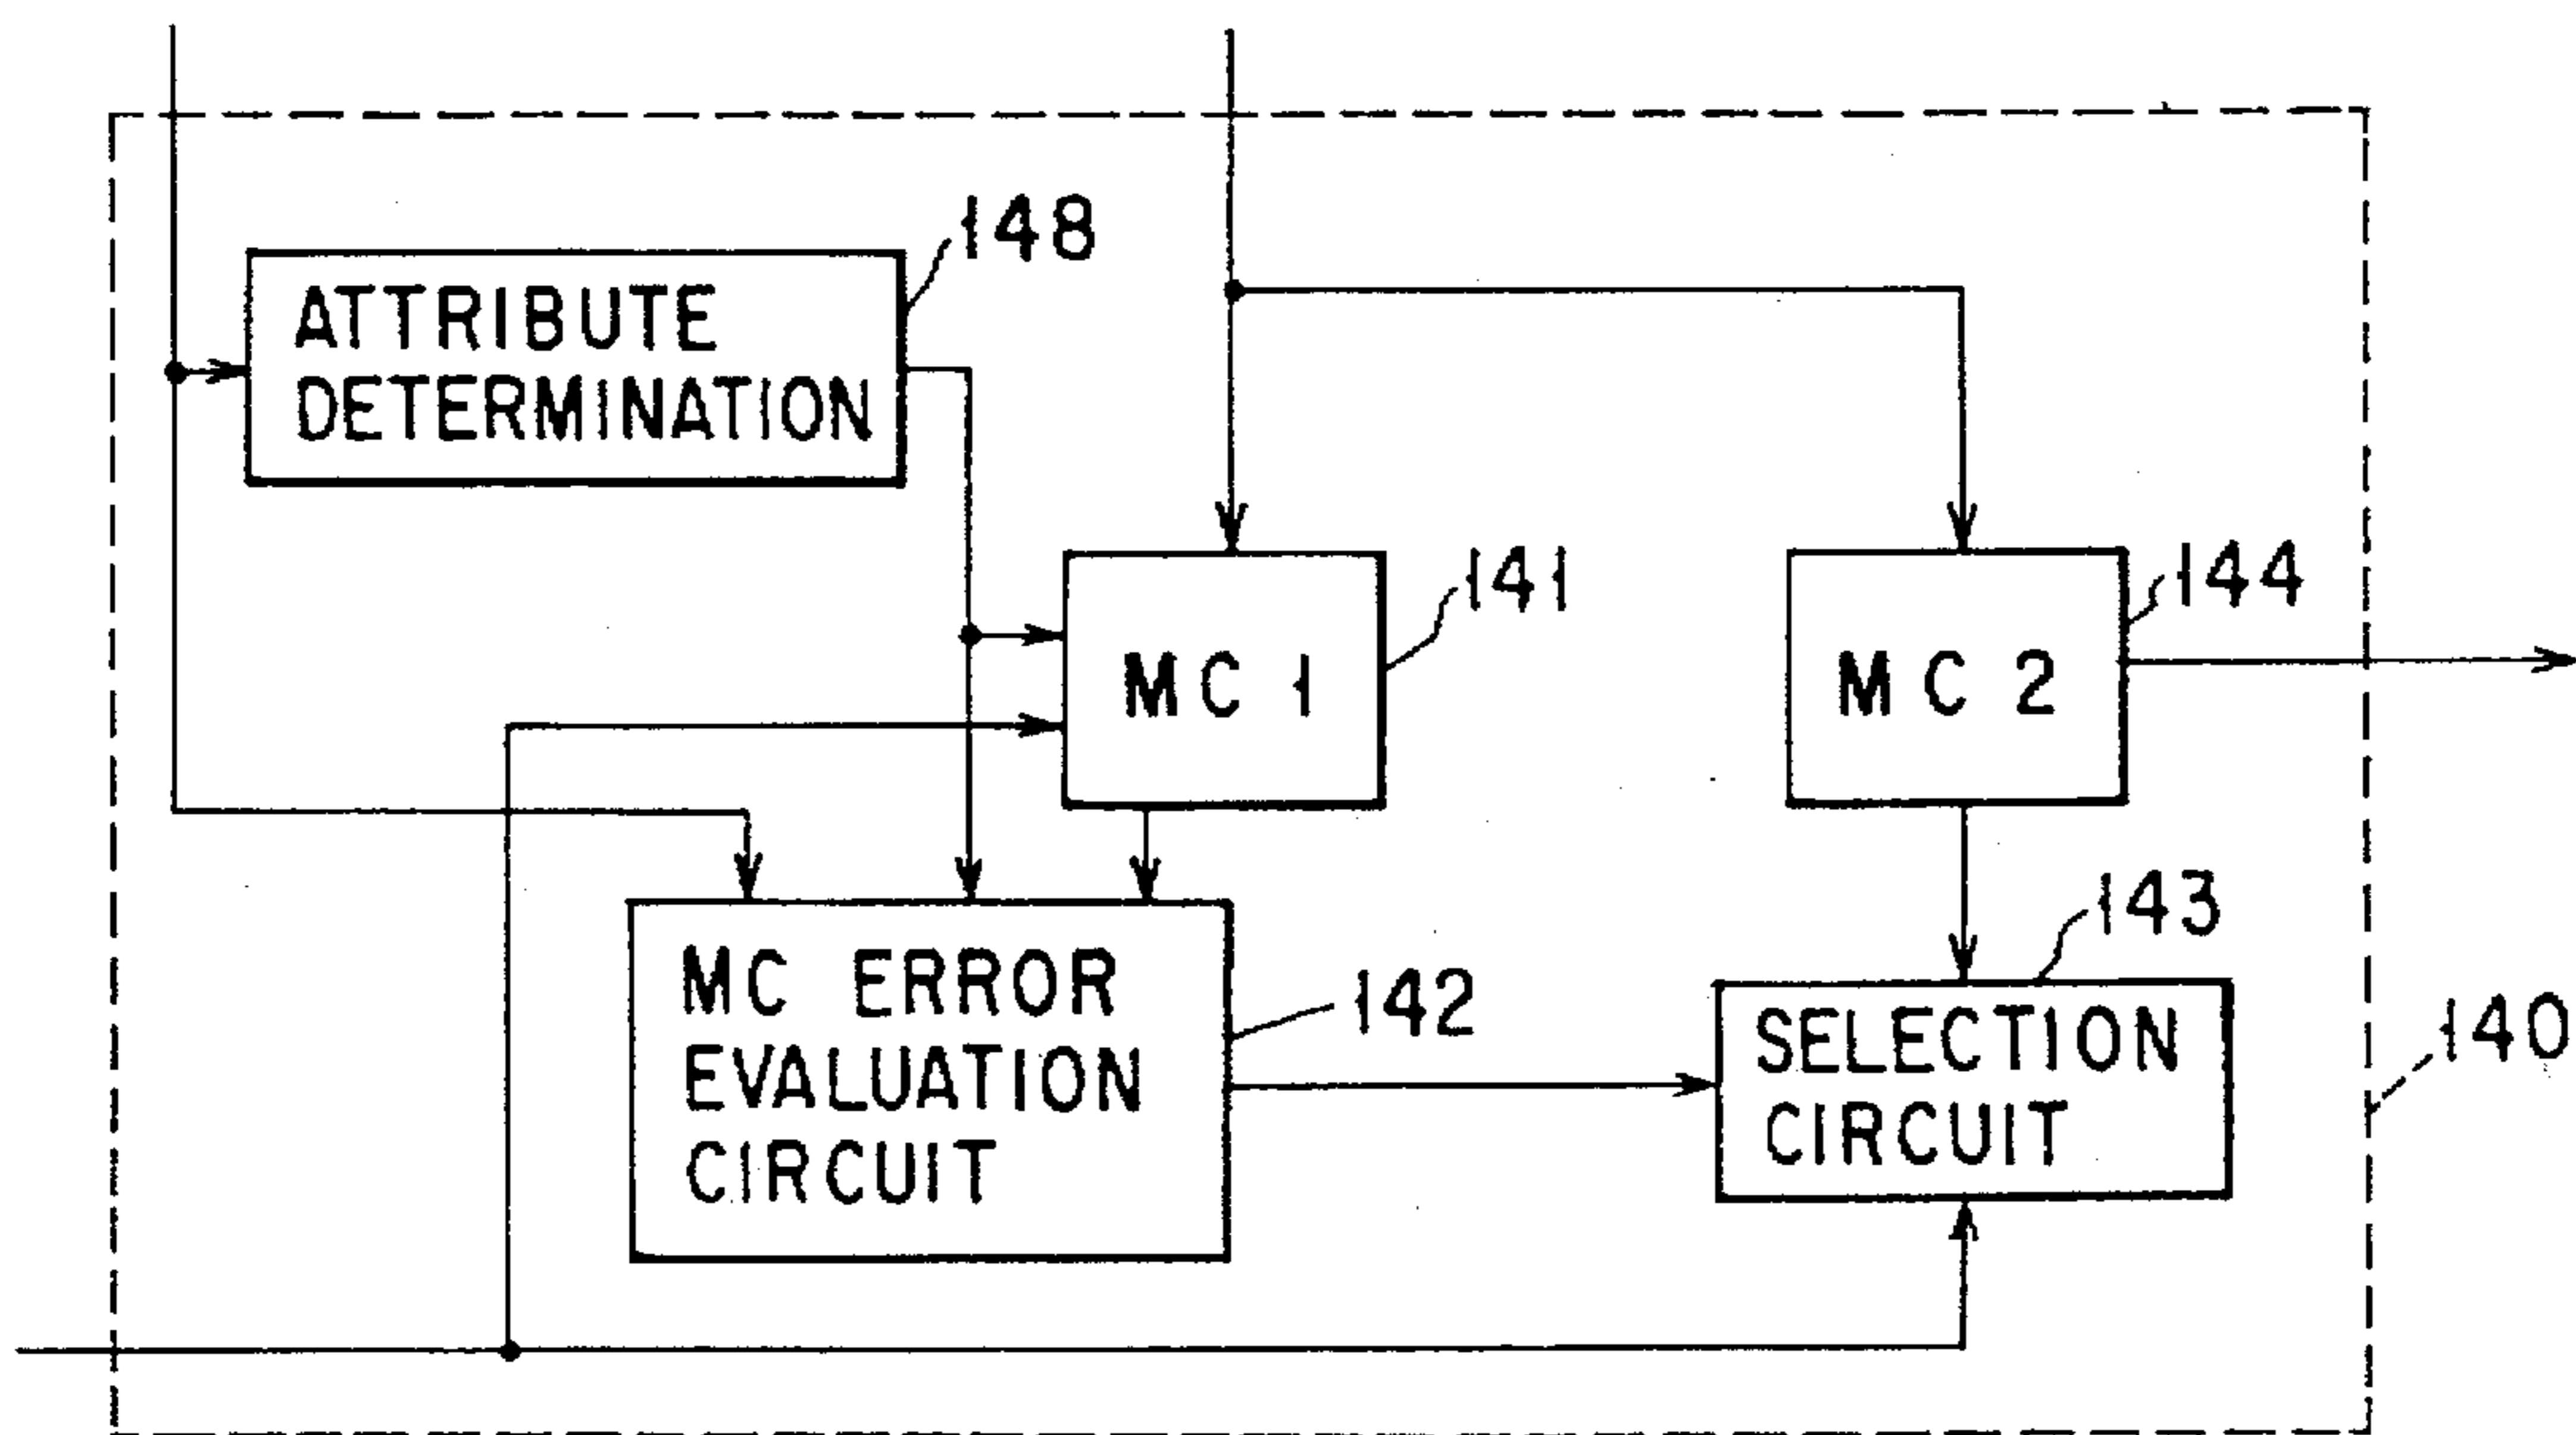 148
ATTRIBUTE
DETERMINATION
141
144
MC 1
MC 2
143
142
140
MC ERROR
EVALUATION
CIRCUIT
SELECTION
CIRCUIT